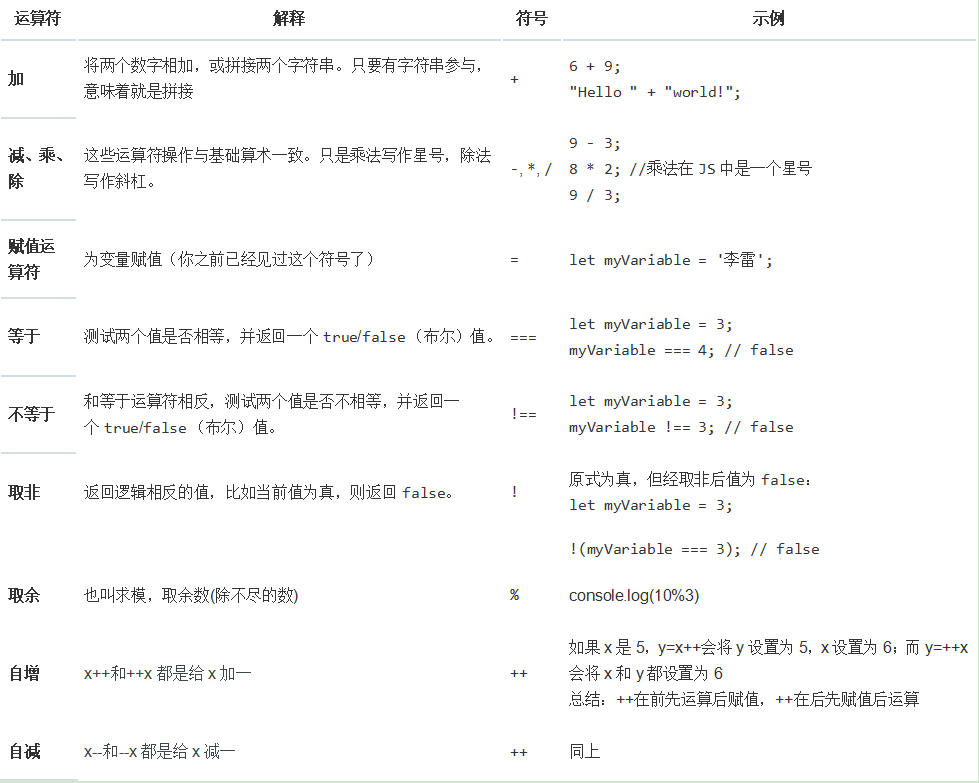 运算符 解释 符号 示例
加 将两个数字相加，或拼接两个字符串。只要有字符串参与，
意味着就是拼接 + 6 + 9;
"Hello " + "world!";
减、乘、
除 这些运算符操作与基础算术一致。只是乘法写作星号，除法
写作斜杠。 -, *, / 9 - 3;
8 * 2; //乘法在 JS 中是一个星号
9 / 3;
赋值运
算符 为变量赋值（你之前已经见过这个符号了） = let myVariable = '李雷';
等于 测试两个值是否相等，并返回一个 true/false（布尔）值。 === let myVariable = 3;
myVariable === 4; // false
不等于 和等于运算符相反，测试两个值是否不相等，并返回一
个 true/false（布尔）值。 !== let myVariable = 3;
myVariable !== 3; // false
取非 返回逻辑相反的值，比如当前值为真，则返回 false。 ! 原式为真，但经取非后值为 false：
let myVariable = 3;
!(myVariable === 3); // false
取余 也叫求模，取余数(除不尽的数) % console.log(10%3)
自增 x++和++x 都是给 x 加一 ++ 如果 x 是 5，y=x++会将 y 设置为 5，x 设置为 6；而 y=++x
会将 x 和 y 都设置为 6
总结：++在前先运算后赋值，++在后先赋值后运算
自减 x--和--x 都是给 x 减一 ++ 同上